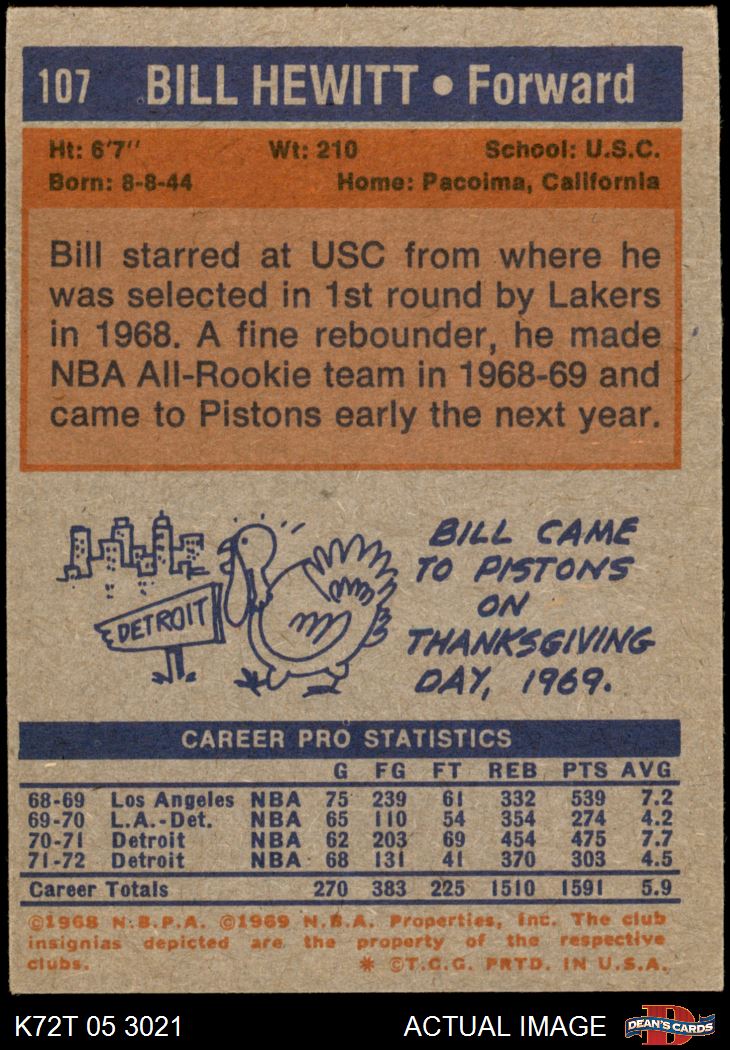 107 BILL HEWITT • Forward
Ht: 6'7" Wt: 210 School: U.S.C.
Born: 8-8-44 Home: Pacoima, California
Bill starred at USC from where he
was selected in 1st round by Lakers
in 1968. A fine rebounder, he made
NBA All-Rookie team in 1968-69 and
came to Pistons early the next year.
DETROIT
BILL CAME
TO PISTONS
ON
THANKSGIVING
DAY, 1969.
CAREER PRO STATISTICS
G FG FT REB PTS AVG
68-69 Los Angeles NBA 75 239 61 332 539 7.2
69-70 L.A.-Det. NBA 65 110 54 354 274 4.2
70-71 Detroit NBA 62 203 69 454 475 7.7
71-72 Detroit NBA 68 131 41 370 303 4.5
Career Totals 270 383 225 1510 1591 5.9
©1968 N.B.P.A. ©1969 N.B.A. Properties, Inc. The club
insignias depicted are the property of the respective
clubs. * ©T.C.G. PRTD. IN U.S.A.
K72T 05 3021 ACTUAL IMAGE D DEAN'S CARDS